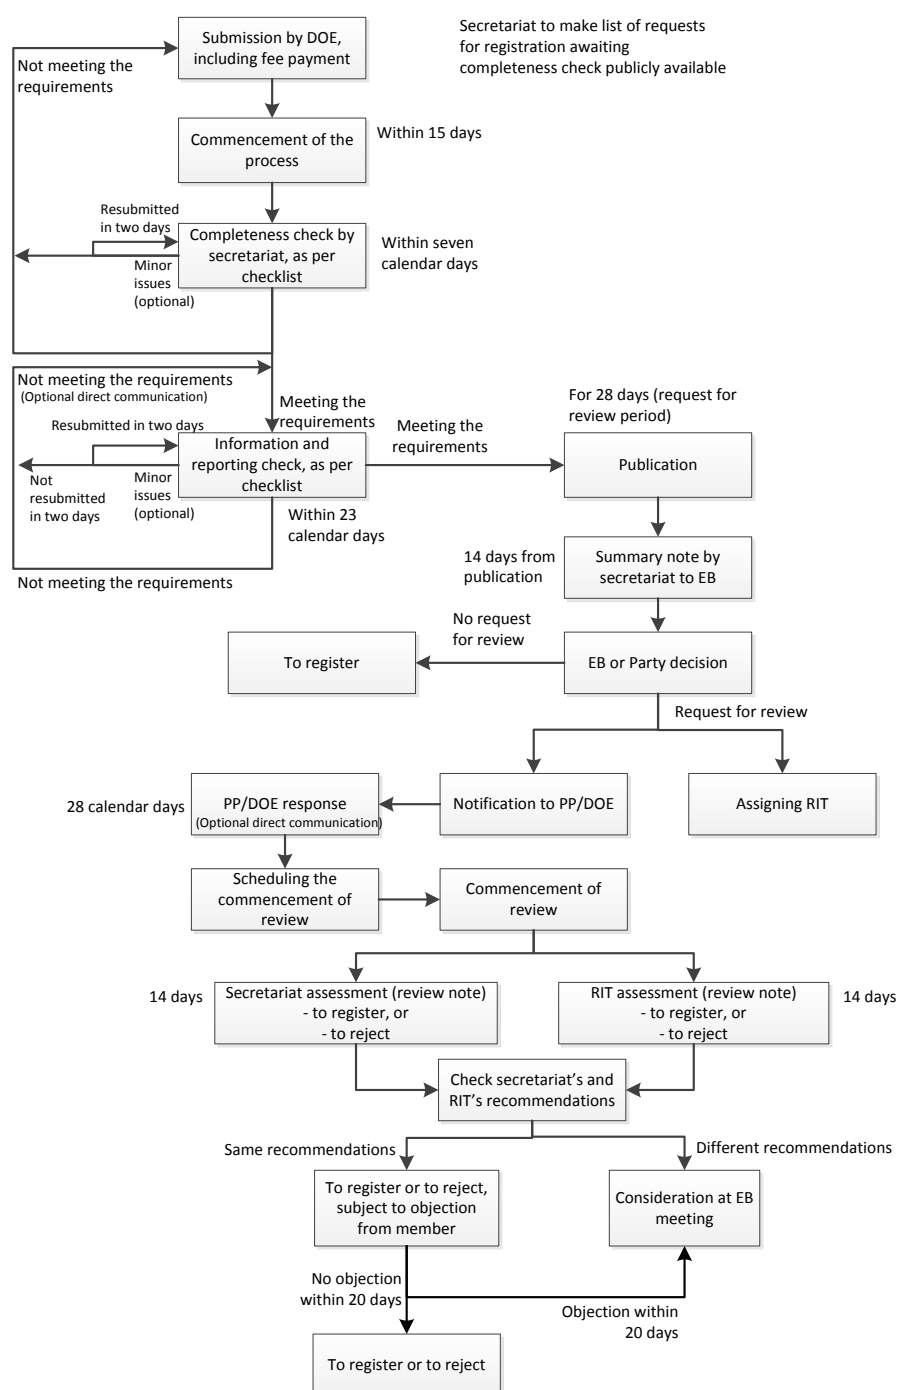 Submission by DOE,
including fee payment
Secretariat to make list of requests
for registration awaiting
completeness check publicly available
Not meeting the
requirements
Commencement of the
process
Within 15 days
Resubmitted
in two days
Completeness check by
secretariat, as per
checklist
Within seven
calendar days
Minor
issues
(optional)
Not meeting the requirements
(Optional direct communication)
Meeting the
requirements
For 28 days (request for
review period)
Resubmitted in two days
Information and
reporting check, as per
checklist
Meeting the
requirements
Publication
Not
resubmitted
in two days
Minor
issues
(optional)
Within 23
calendar days
Not meeting the requirements
14 days from
publication
Summary note by
secretariat to EB
No request
for review
To register
EB or Party decision
Request for review
28 calendar days
PP/DOE response
(Optional direct communication)
Notification to PP/DOE
Assigning RIT
Scheduling the
commencement of
review
Commencement of
review
14 days
Secretariat assessment (review note)
- to register, or
- to reject
RIT assessment (review note)
- to register, or
- to reject
14 days
Check secretariat's and
RIT's recommendations
Same recommendations
Different recommendations
To register or to reject,
subject to objection
from member
Consideration at EB
meeting
No objection
within 20 days
Objection within
20 days
To register or to reject